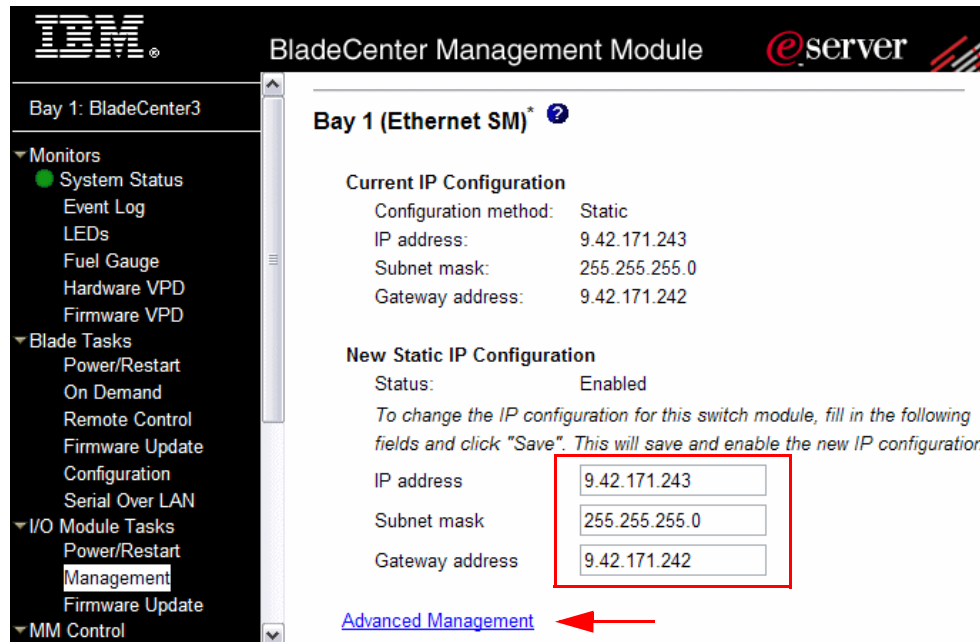 IBM®
BladeCenter Management Module
e server
Bay 1: BladeCenter3
Monitors
System Status
Event Log
LEDs
Fuel Gauge
Hardware VPD
Firmware VPD
Blade Tasks
Power/Restart
On Demand
Remote Control
Firmware Update
Configuration
Serial Over LAN
I/O Module Tasks
Power/Restart
Management
Firmware Update
MM Control
Bay 1 (Ethernet SM)* ?
Current IP Configuration
Configuration method: Static
IP address: 9.42.171.243
Subnet mask: 255.255.255.0
Gateway address: 9.42.171.242
New Static IP Configuration
Status: Enabled
To change the IP configuration for this switch module, fill in the following
fields and click "Save". This will save and enable the new IP configuration
IP address 9.42.171.243
Subnet mask 255.255.255.0
Gateway address 9.42.171.242
Advanced Management